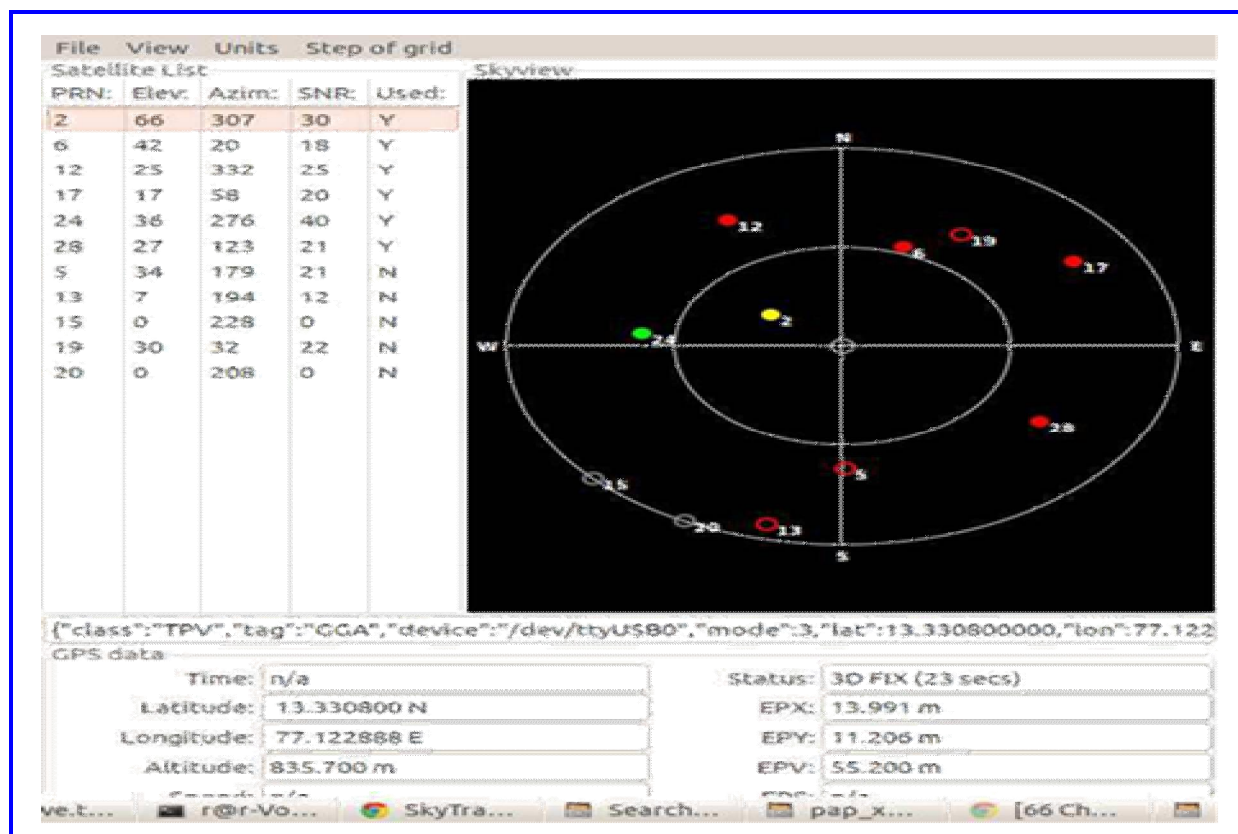 File View Units Step of grid
Satellite List
PRN: Elev: Azim: SNR: Used:
2 66 307 30 Y
6 42 20 18 Y
12 25 332 25 Y
17 17 58 20 Y
24 36 276 40 Y
28 27 123 21 Y
5 34 179 21 N
13 7 194 12 N
15 0 228 0 N
19 30 32 22 N
20 0 208 0 N
Skyview
N
12
19
6
17
2
24
W
E
28
5
15
20
13
S
{"class":"TPV","tag":"GGA","device":"/dev/ttyUSB0","mode":3,"lat":13.330800000,"lon":77.122
GPS data
Time: n/a
Status: 3D FIX (23 secs)
Latitude: 13.330800 N
EPX: 13.991 m
Longitude: 77.122888 E
EPY: 11.206 m
Altitude: 835.700 m
EPV: 55.200 m
we.t... r@r-Vo... SkyTra... Search... pap_x... [66 Ch...